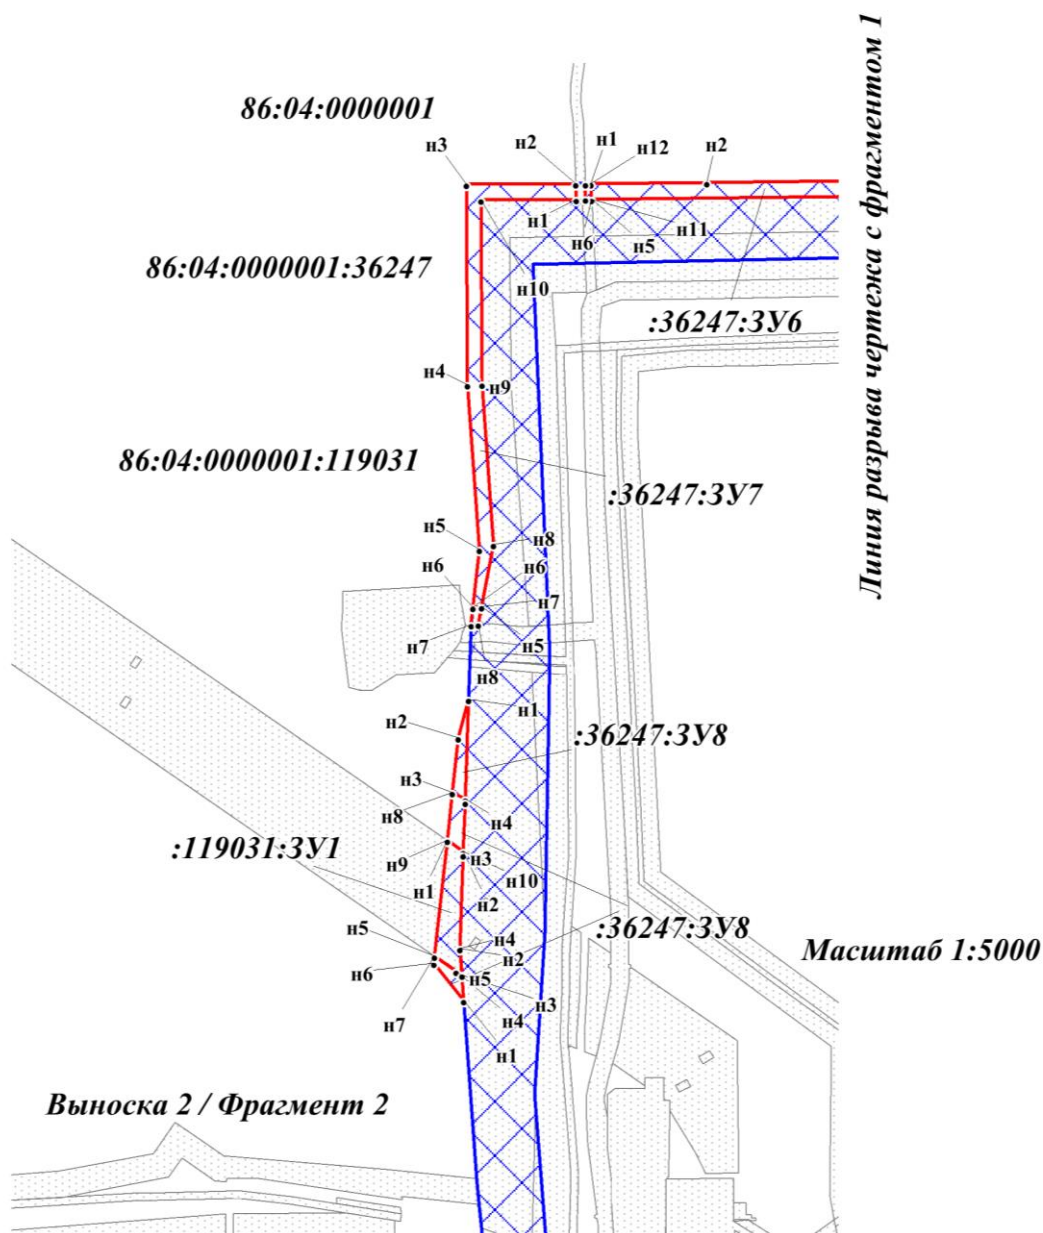 86:04:0000001
н3
н2
н1
н12
н2
н1
н6
н5
н11
86:04:0000001:36247
н10
:36247:ЗУ6
Линия разрыва чертежа с фрагментом 1
н4
н9
86:04:0000001:119031
:36247:ЗУ7
н5
н8
н6
н6
н7
н7
н5
н8
н1
н2
:36247:ЗУ8
н3
н8
н4
:119031:ЗУ1
н9
н3
н1
н10
н2
:36247:ЗУ8
н5
н4
н2
Масштаб 1:5000
н6
н5
н3
н7
н4
н1
Выноска 2 / Фрагмент 2